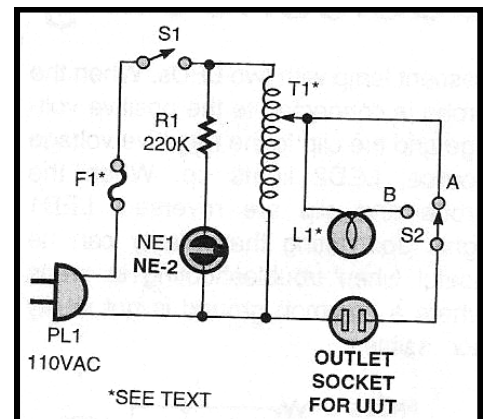 S1
T1*
R1
220K
F1*
B
A
L1*
S2
NE1
NE-2
PL1
110VAC
OUTLET
SOCKET
FOR UUT
*SEE TEXT